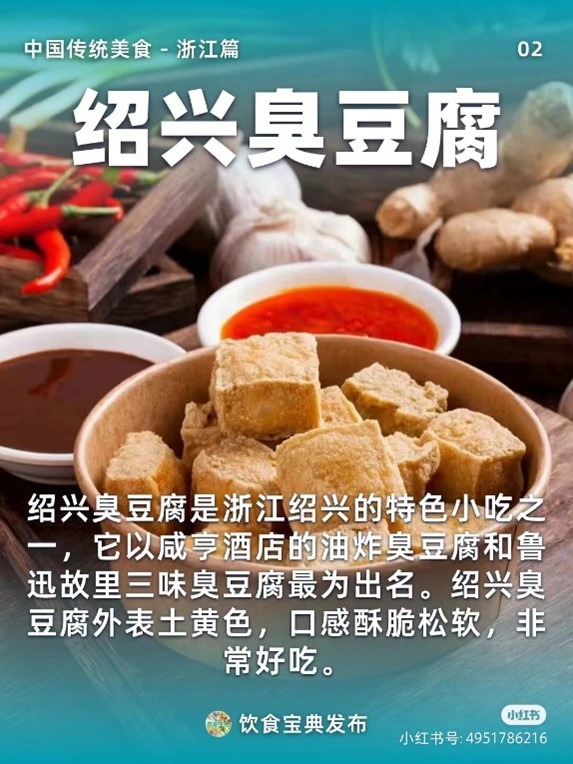 中国传统美食 - 浙江篇
02
绍兴臭豆腐
绍兴臭豆腐是浙江绍兴的特色小吃之
一，它以咸亨酒店的油炸臭豆腐和鲁
迅故里三味臭豆腐最为出名。绍兴臭
豆腐外表土黄色，口感酥脆松软，非
常好吃。
饮食宝典发布
小红书
小红书号: 4951786216